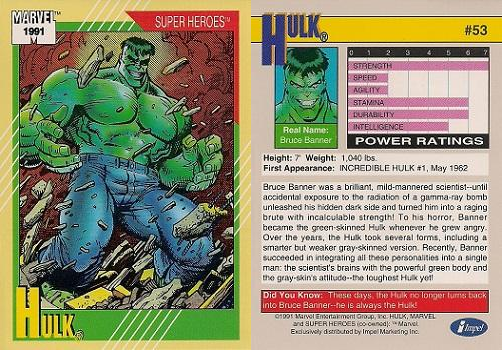 MARVEL™
1991
SUPER HEROES™
HULK®
HULK®
#53
0 1 2 3 4 5 6 7
STRENGTH
SPEED
AGILITY
STAMINA
DURABILITY
INTELLIGENCE
POWER RATINGS
Real Name:
Bruce Banner
Height: 7' Weight: 1,040 lbs.
First Appearance: INCREDIBLE HULK #1, May 1962
Bruce Banner was a brilliant, mild-mannered scientist--until
accidental exposure to the radiation of a gamma-ray bomb
unleashed his hidden dark side and turned him into a raging
brute with incalculable strength! To his horror, Banner
became the green-skinned Hulk whenever he grew angry.
Over the years, the Hulk took several forms, including a
smarter but weaker gray-skinned version. Recently, Banner
succeeded in integrating all these personalities into a single
man: the scientist's brains with the powerful green body and
the gray-skin's attitude--the toughest Hulk yet!
Did You Know: These days, the Hulk no longer turns back
into Bruce Banner--he is always the Hulk!
©1991 Marvel Entertainment Group, Inc. HULK, MARVEL
and SUPER HEROES (co-owned): ™ Marvel.
Exclusively distributed by Impel Marketing Inc.
Impel